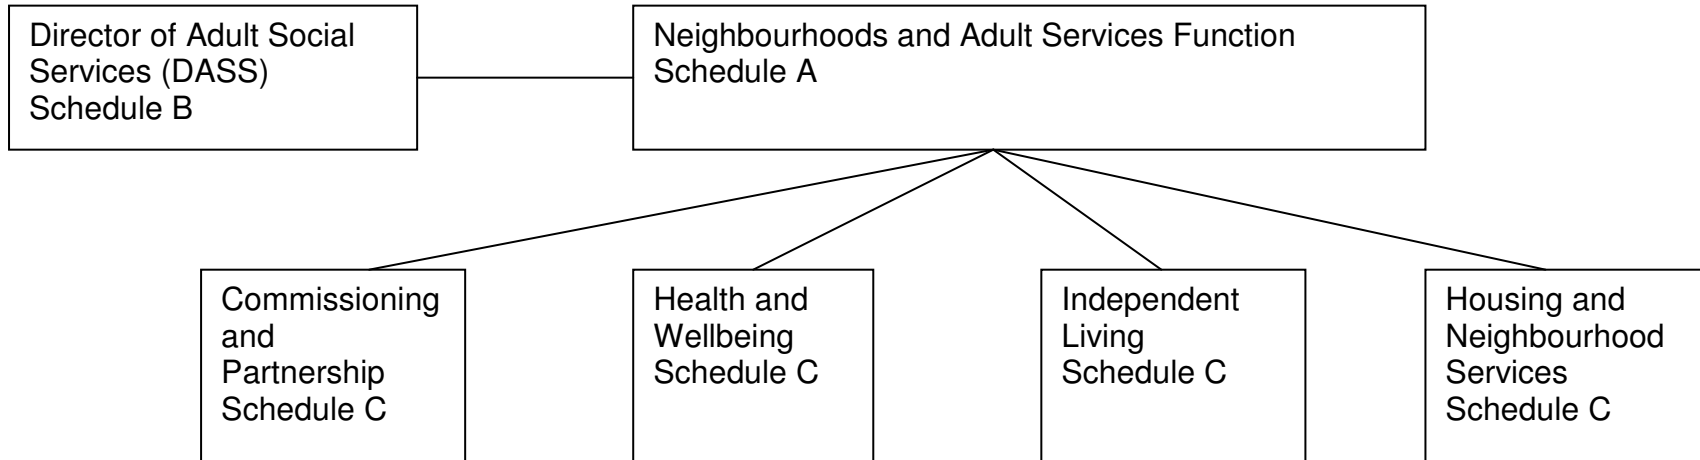 Director of Adult Social
Services (DASS)
Schedule B
Neighbourhoods and Adult Services Function
Schedule A
Commissioning
and
Partnership
Schedule C
Health and
Wellbeing
Schedule C
Independent
Living
Schedule C
Housing and
Neighbourhood
Services
Schedule C